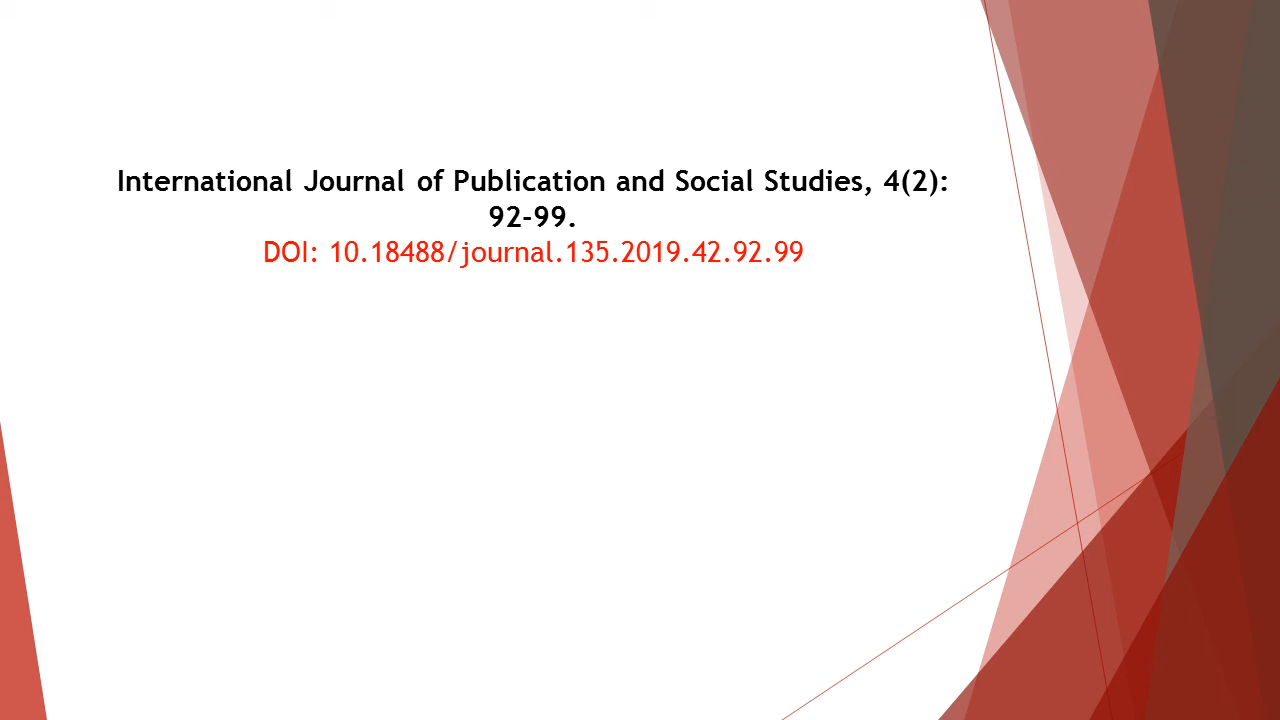 International Journal of Publication and Social Studies, 4(2):
92-99.
DOI: 10.18488/journal.135.2019.42.92.99